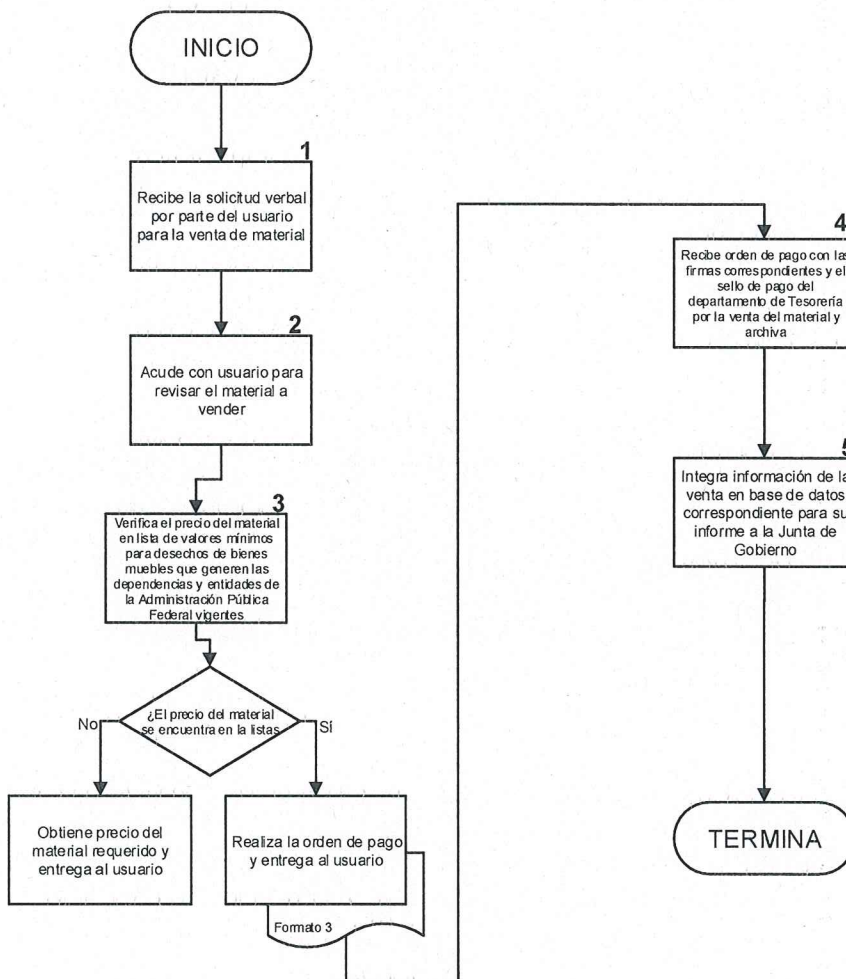 INICIO
1
Recibe la solicitud verbal
por parte del usuario
para la venta de material
2
Acude con usuario para
revisar el material a
vender
3
Verifica el precio del material
en lista de valores mínimos
para desechos de bienes
muebles que generen las
dependencias y entidades de
la Administración Pública
Federal vigentes
¿El precio del material
se encuentra en la listas
No
Sí
Obtiene precio del
material requerido y
entrega al usuario
Realiza la orden de pago
y entrega al usuario
Formato 3
4
Recibe orden de pago con las
firmas correspondientes y el
sello de pago del
departamento de Tesorería
por la venta del material y
archiva
5
Integra información de la
venta en base de datos
correspondiente para su
informe a la Junta de
Gobierno
TERMINA